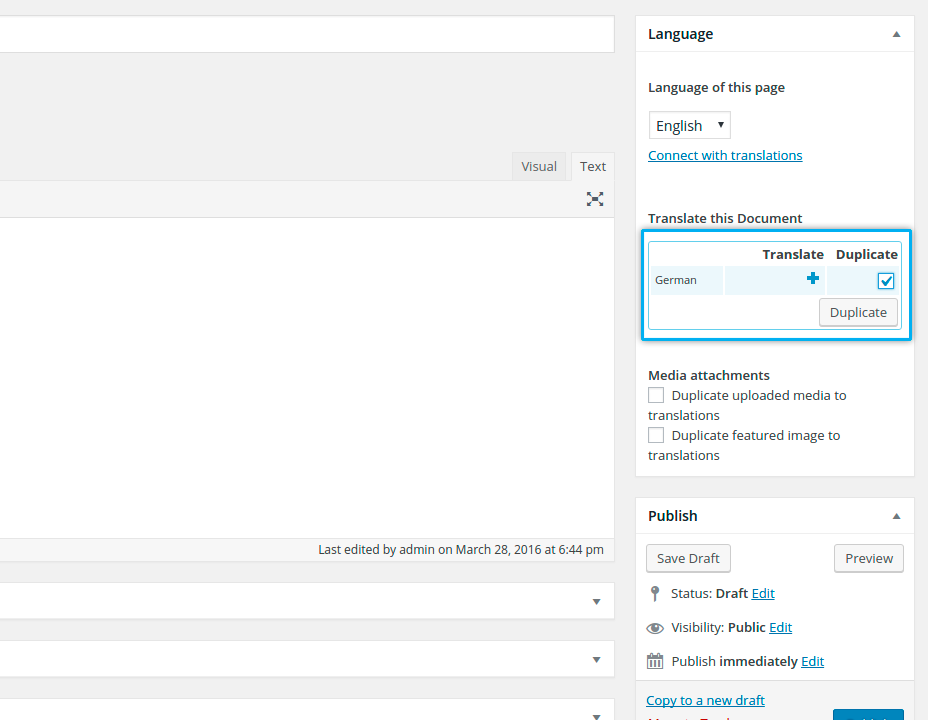 Language
Language of this page
English
Connect with translations
Visual Text
Translate this Document
Translate Duplicate
German
Duplicate
Media attachments
Duplicate uploaded media to
translations
Duplicate featured image to
translations
Last edited by admin on March 28, 2016 at 6:44 pm
Publish
Save Draft Preview
Status: Draft Edit
Visibility: Public Edit
Publish immediately Edit
Copy to a new draft